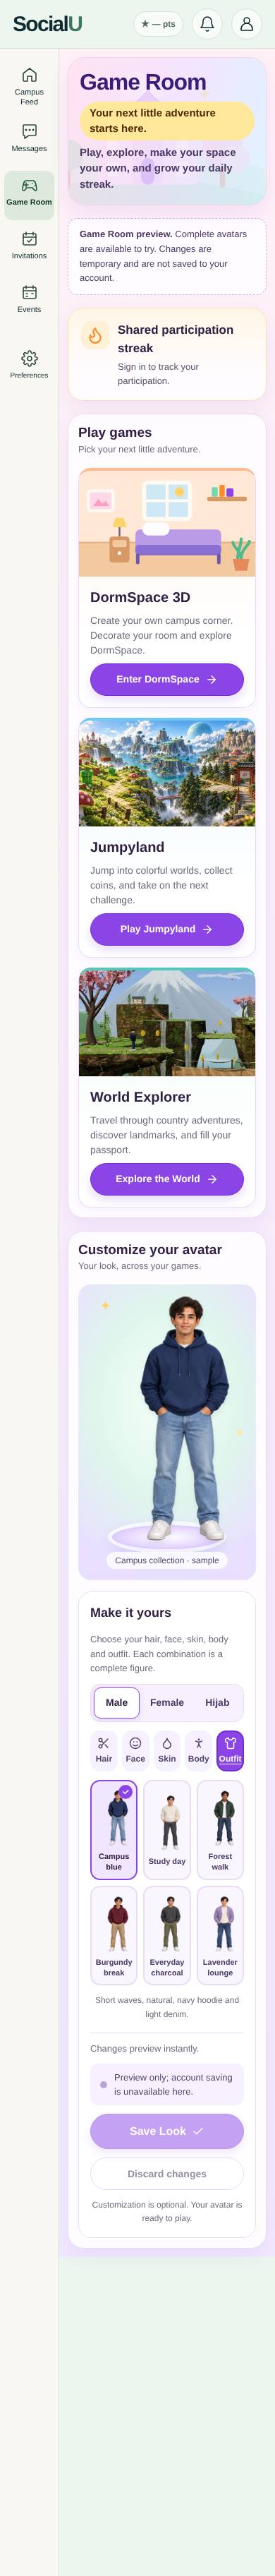 SocialU
★ — pts
Campus
Feed
Messages
Game Room
Invitations
Events
Preferences
Game Room
Your next little adventure
starts here.
Play, explore, make your space
your own, and grow your daily
streak.
Game Room preview. Complete avatars
are available to try. Changes are
temporary and are not saved to your
account.
Shared participation
streak
Sign in to track your
participation.
Play games
Pick your next little adventure.
DormSpace 3D
Create your own campus corner.
Decorate your room and explore
DormSpace.
Enter DormSpace →
Jumpyland
Jump into colorful worlds, collect
coins, and take on the next
challenge.
Play Jumpyland →
World Explorer
Travel through country adventures,
discover landmarks, and fill your
passport.
Explore the World →
Customize your avatar
Your look, across your games.
Campus collection · sample
Make it yours
Choose your hair, face, skin, body
and outfit. Each combination is a
complete figure.
Male Female Hijab
Hair Face Skin Body Outfit
Campus
blue
Study day
Forest
walk
Burgundy
break
Everyday
charcoal
Lavender
lounge
Short waves, natural, navy hoodie and
light denim.
Changes preview instantly.
Preview only; account saving
is unavailable here.
Save Look ✓
Discard changes
Customization is optional. Your avatar is
ready to play.